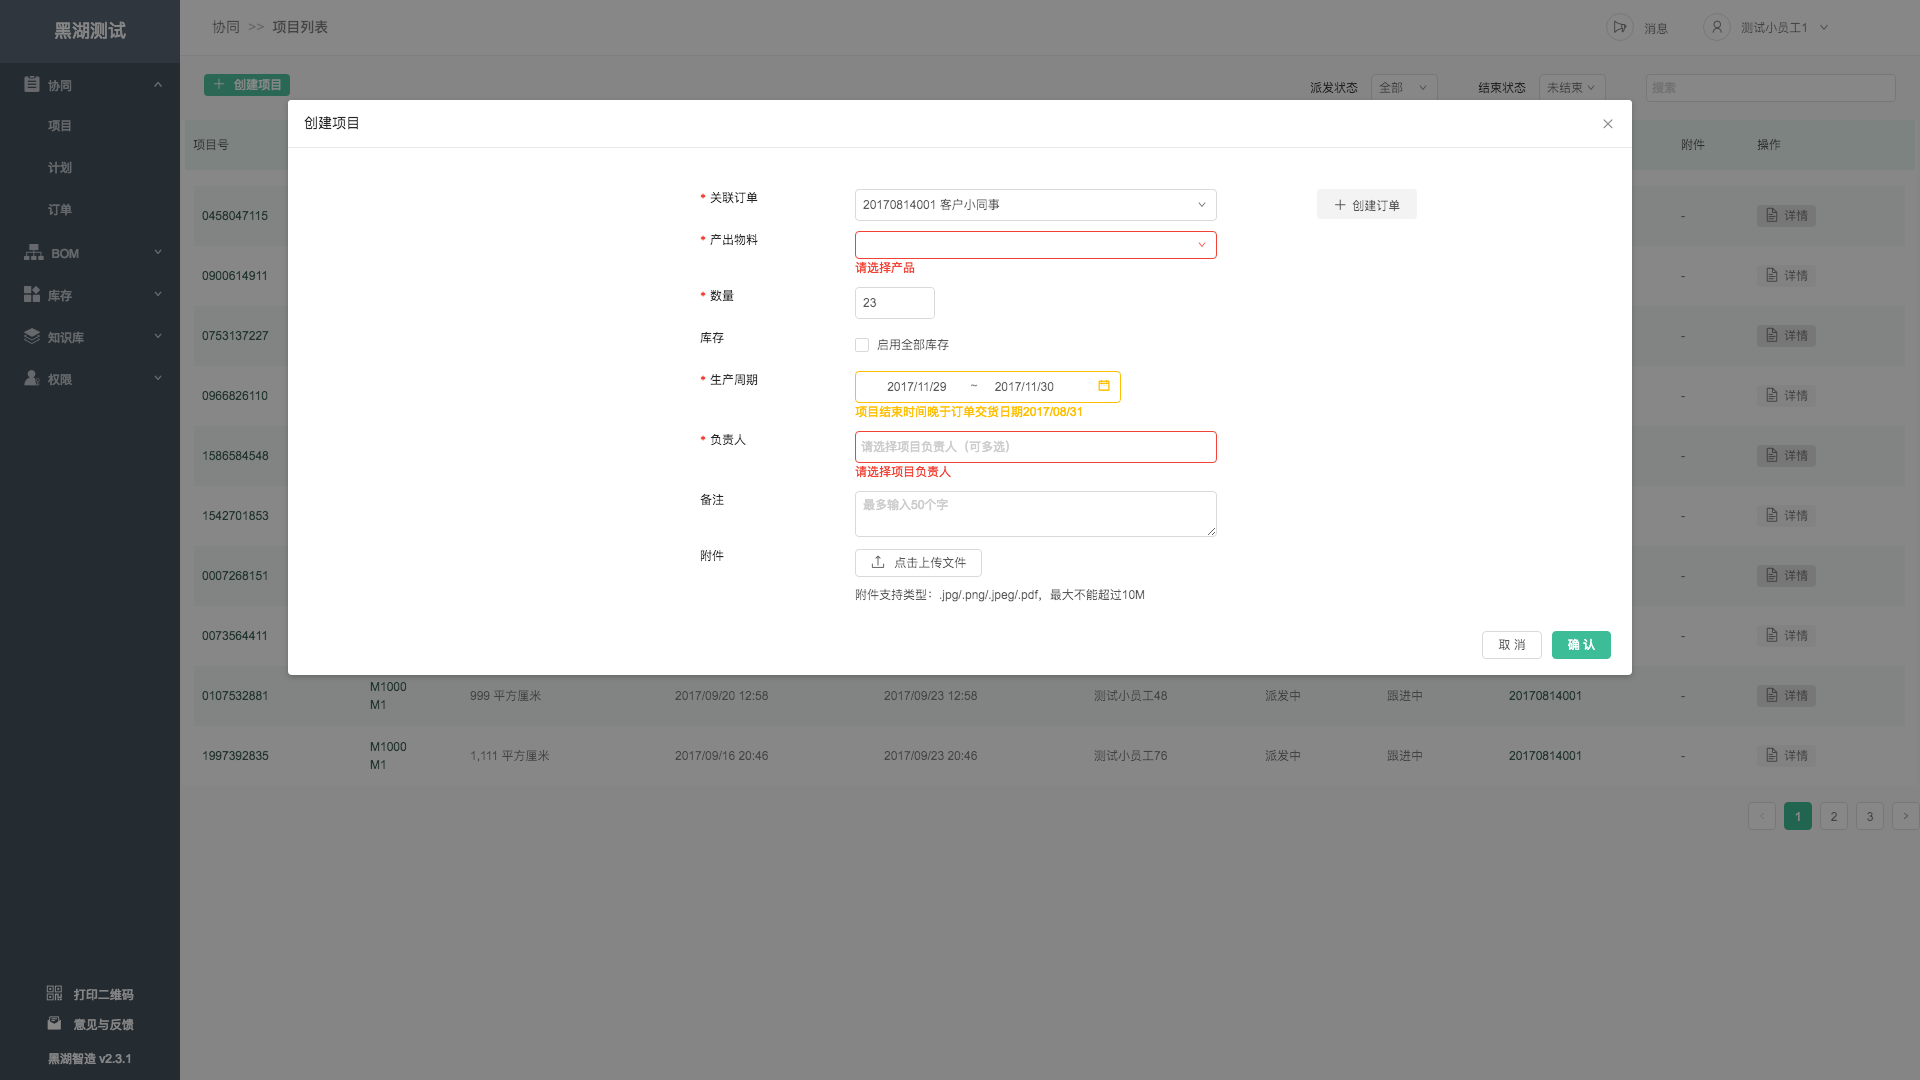 黑湖测试
协同
项目
计划
订单
BOM
库存
知识库
权限
打印二维码
意见与反馈
黑湖智造 v2.3.1
协同 >> 项目列表
消息
测试小员工1
创建项目
派发状态 全部
结束状态 未结束
搜索
项目号 附件 操作
0458047115 - 详情
0900614911 - 详情
0753137227 - 详情
0966826110 - 详情
1586584548 - 详情
1542701853 - 详情
0007268151 - 详情
0073564411 - 详情
创建项目
* 关联订单 20170814001 客户小同事 创建订单
* 产出物料
请选择产品
* 数量 23
库存 启用全部库存
* 生产周期 2017/11/29 ~ 2017/11/30
项目结束时间晚于订单交货日期2017/08/31
* 负责人 请选择项目负责人（可多选）
请选择项目负责人
备注 最多输入50个字
附件 点击上传文件
附件支持类型：.jpg/.png/.jpeg/.pdf，最大不能超过10M
取 消 确 认
0107532881 M1000 999 平方厘米 2017/09/20 12:58 2017/09/23 12:58 测试小员工48 派发中 跟进中 20170814001 - 详情
M1
1997392835 M1000 1,111 平方厘米 2017/09/16 20:46 2017/09/23 20:46 测试小员工76 派发中 跟进中 20170814001 - 详情
M1
1 2 3